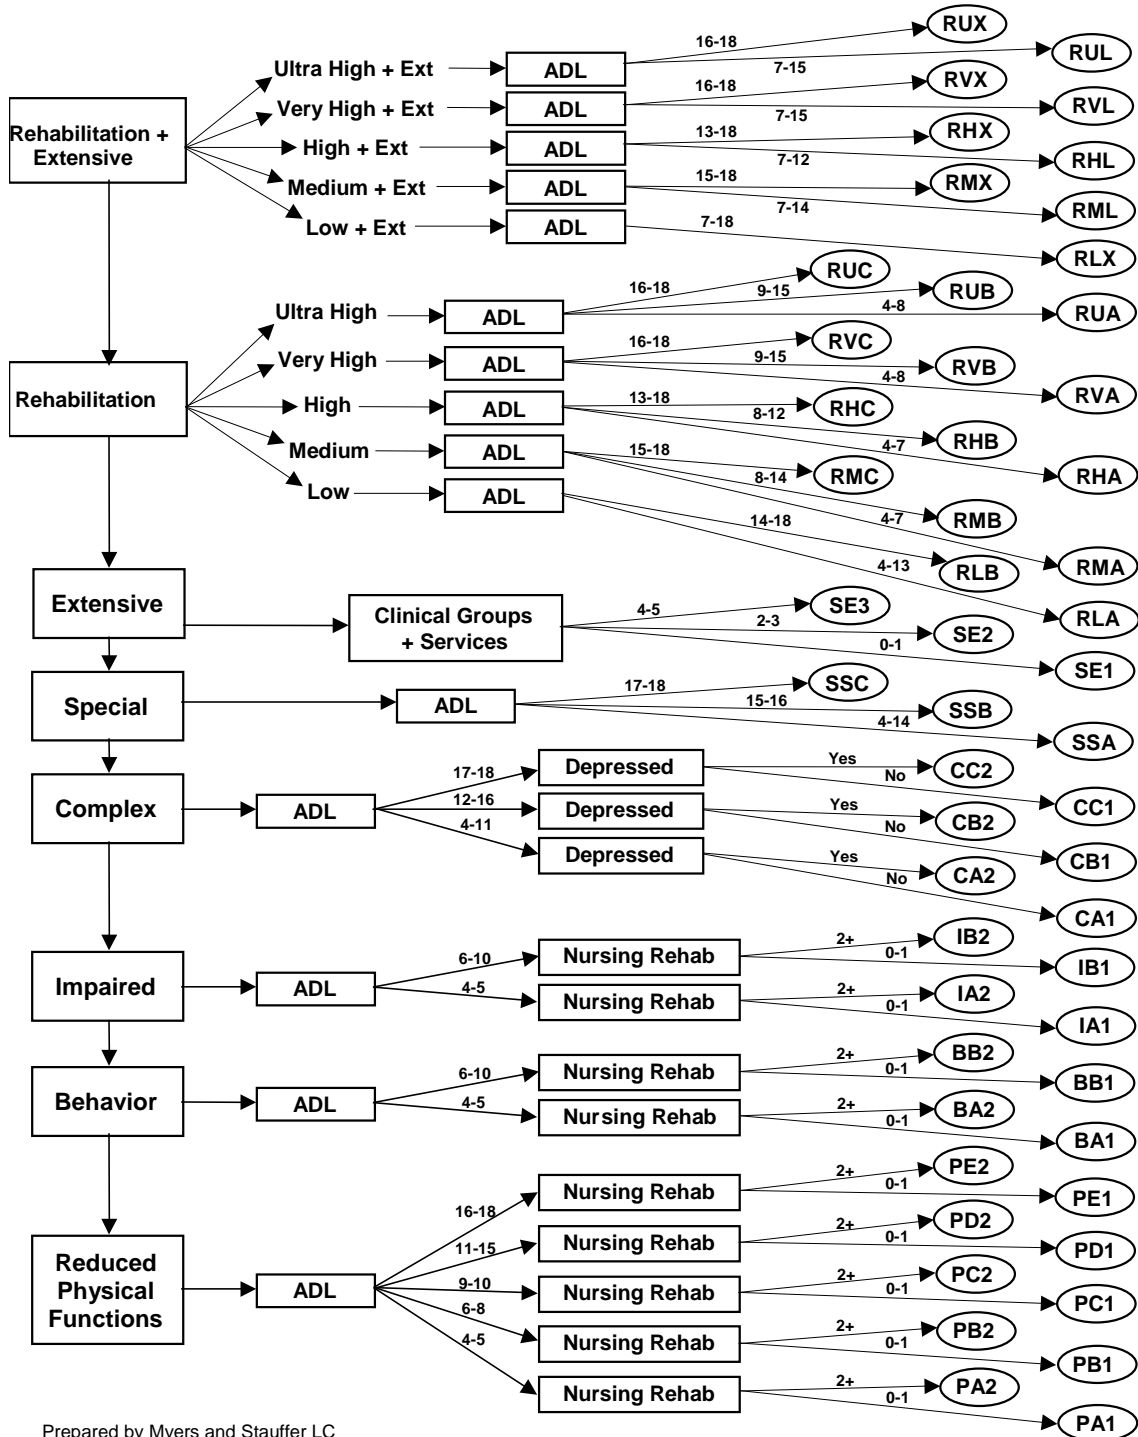 16-18
RUX
Ultra High + Ext
ADL
7-15
RUL
16-18
RVX
Very High + Ext
ADL
7-15
RVL
Rehabilitation +
Extensive
13-18
RHX
High + Ext
ADL
7-12
RHL
15-18
RMX
Medium + Ext
ADL
7-14
RML
Low + Ext
ADL
7-18
RLX
16-18
RUC
Ultra High
ADL
9-15
RUB
4-8
RUA
16-18
RVC
Very High
ADL
9-15
RVB
4-8
RVA
Rehabilitation
13-18
RHC
High
ADL
8-12
RHB
4-7
RHA
15-18
RMC
Medium
ADL
8-14
RMB
4-7
RMA
Low
ADL
14-18
RLB
4-13
RLA
Extensive
Clinical Groups
+ Services
4-5
SE3
2-3
SE2
0-1
SE1
Special
ADL
17-18
SSC
15-16
SSB
4-14
SSA
Complex
ADL
17-18
Depressed
Yes
CC2
No
CC1
12-16
Depressed
Yes
CB2
No
CB1
4-11
Depressed
Yes
CA2
No
CA1
Impaired
ADL
6-10
Nursing Rehab
2+
IB2
0-1
IB1
4-5
Nursing Rehab
2+
IA2
0-1
IA1
Behavior
ADL
6-10
Nursing Rehab
2+
BB2
0-1
BB1
4-5
Nursing Rehab
2+
BA2
0-1
BA1
Reduced
Physical
Functions
ADL
16-18
Nursing Rehab
2+
PE2
0-1
PE1
11-15
Nursing Rehab
2+
PD2
0-1
PD1
9-10
Nursing Rehab
2+
PC2
0-1
PC1
6-8
Nursing Rehab
2+
PB2
0-1
PB1
4-5
Nursing Rehab
2+
PA2
0-1
PA1
Prepared by Myers and Stauffer LC